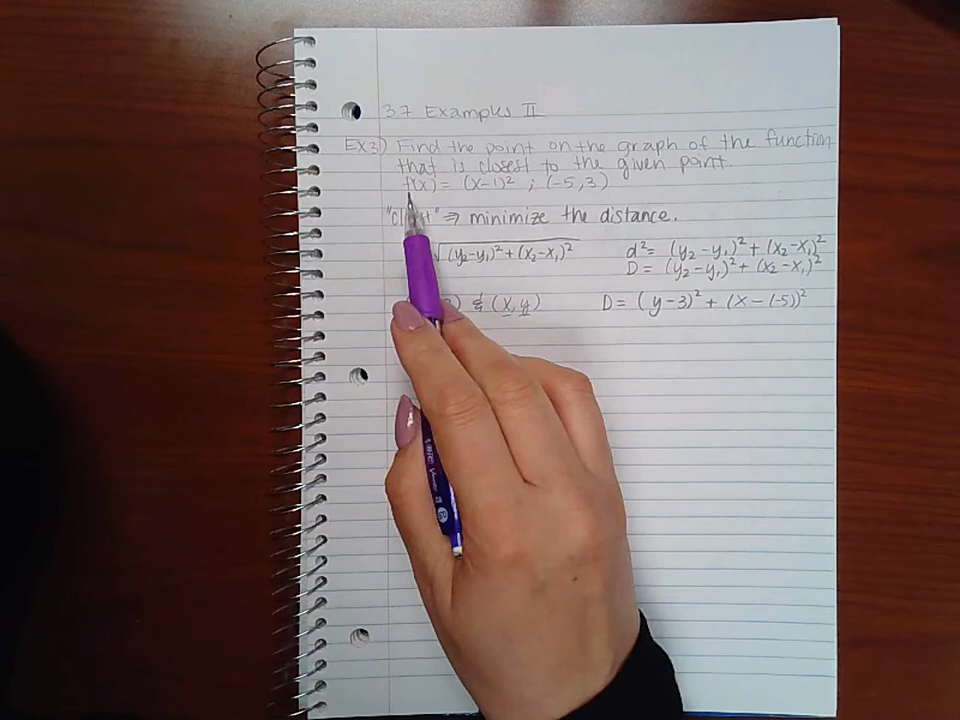 3.7 Examples II
EX3) Find the point on the graph of the function
that is closest to the given point.
f(x) = (x-1)² ; (-5,3)
⇒ minimize the distance.
√(y₂-y₁)²+(x₂-x₁)²
d² = (y₂-y₁)²+(x₂-x₁)²
D = (y₂-y₁)²+(x₂-x₁)²
& (x,y)
D = (y-3)² + (x-(-5))²